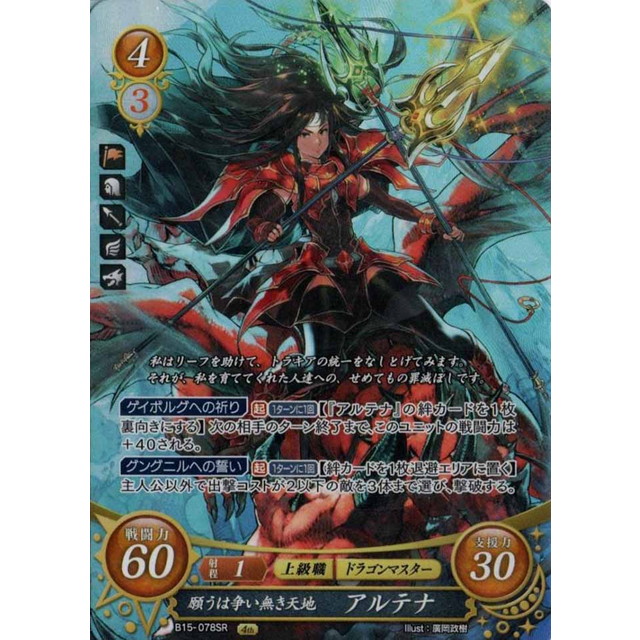 4
3
私はリーフを助けて、トラキアの統一をなしとげてみます。
それが、私を育ててくれた人達への、せめてもの罪滅ぼしです。
ゲイボルグへの祈り 起 1ターンに1回 【『アルテナ』の絆カードを1枚
裏向きにする】次の相手のターン終了まで、このユニットの戦闘力は
+40される。
グングニルへの誓い 起 1ターンに1回 【絆カードを1枚退避エリアに置く】
主人公以外で出撃コストが2以下の敵を3体まで選び、撃破する。
戦闘力
60
射程 1
上級職
ドラゴンマスター
支援力
30
願うは争い無き天地 アルテナ
B15-078SR 4th
Illust:廣岡政樹